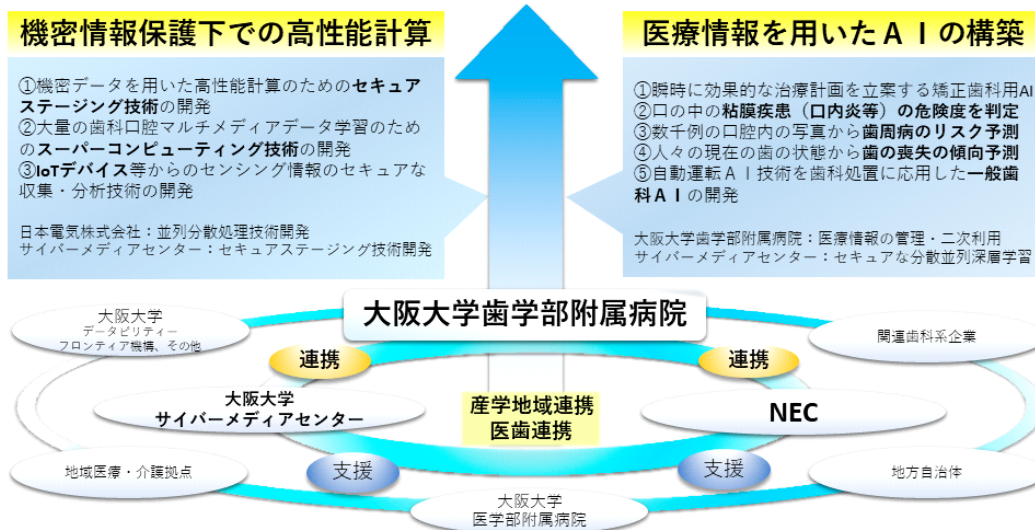 機密情報保護下での高性能計算
①機密データを用いた高性能計算のためのセキュア
ステージング技術の開発
②大量の歯科口腔マルチメディアデータ学習のため
のスーパーコンピューティング技術の開発
③IoTデバイス等からのセンシング情報のセキュアな
収集・分析技術の開発
日本電気株式会社：並列分散処理技術開発
サイバーメディアセンター：セキュアステージング技術開発
医療情報を用いたＡＩの構築
①瞬時に効果的な治療計画を立案する矯正歯科用AI
②口の中の粘膜疾患（口内炎等）の危険度を判定
③数千例の口腔内の写真から歯周病のリスク予測
④人々の現在の歯の状態から歯の喪失の傾向予測
⑤自動運転ＡＩ技術を歯科処置に応用した一般歯
科ＡＩの開発
大阪大学歯学部附属病院：医療情報の管理・二次利用
サイバーメディアセンター：セキュアな分散並列深層学習
大阪大学歯学部附属病院
大阪大学
データビリティー
フロンティア機構、その他
関連歯科系企業
連携
連携
大阪大学
サイバーメディアセンター
産学地域連携
医歯連携
NEC
地域医療・介護拠点
支援
支援
地方自治体
大阪大学
医学部附属病院